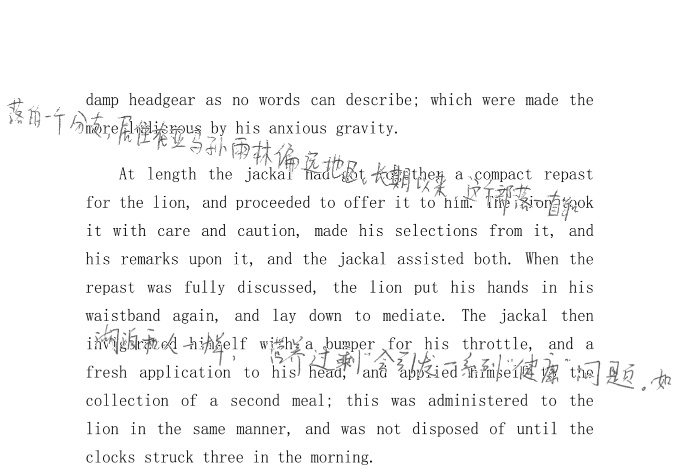 damp headgear as no words can describe; which were made the
落的一个分支,居住在亚马孙雨林偏远地区。长期以来,这个部落一直和
more ludicrous by his anxious gravity.
At length the jackal had got together a compact repast
for the lion, and proceeded to offer it to him. The lion took
it with care and caution, made his selections from it, and
his remarks upon it, and the jackal assisted both. When the
repast was fully discussed, the lion put his hands in his
waistband again, and lay down to mediate. The jackal then
湖泊和人一样,“营养过剩”会引发一系列“健康”问题。如
invigorated himself with a bumper for his throttle, and a
fresh application to his head, and applied himself to the
collection of a second meal; this was administered to the
lion in the same manner, and was not disposed of until the
clocks struck three in the morning.